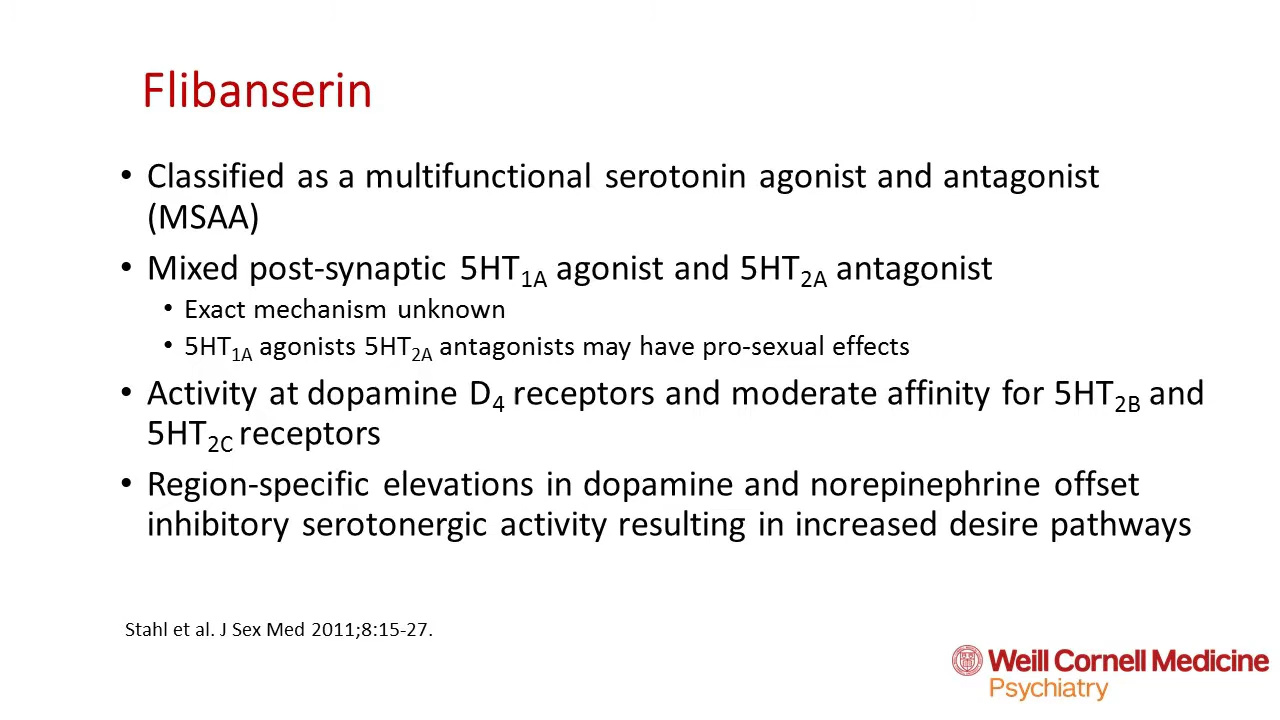 Flibanserin
• Classified as a multifunctional serotonin agonist and antagonist
(MSAA)
• Mixed post-synaptic 5HT1A agonist and 5HT2A antagonist
• Exact mechanism unknown
• 5HT1A agonists 5HT2A antagonists may have pro-sexual effects
• Activity at dopamine D4 receptors and moderate affinity for 5HT2B and
5HT2C receptors
• Region-specific elevations in dopamine and norepinephrine offset
inhibitory serotonergic activity resulting in increased desire pathways
Stahl et al. J Sex Med 2011;8:15-27.
Weill Cornell Medicine
Psychiatry